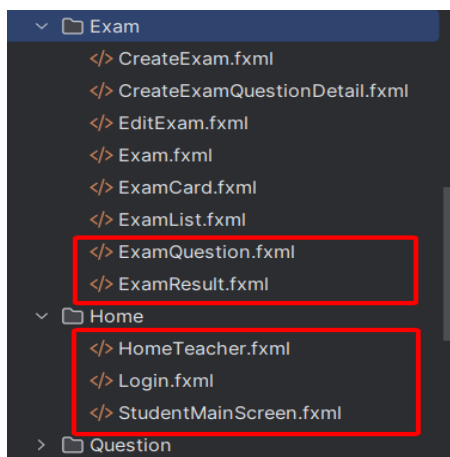 Exam
</> CreateExam.fxml
</> CreateExamQuestionDetail.fxml
</> EditExam.fxml
</> Exam.fxml
</> ExamCard.fxml
</> ExamList.fxml
</> ExamQuestion.fxml
</> ExamResult.fxml
Home
</> HomeTeacher.fxml
</> Login.fxml
</> StudentMainScreen.fxml
Question